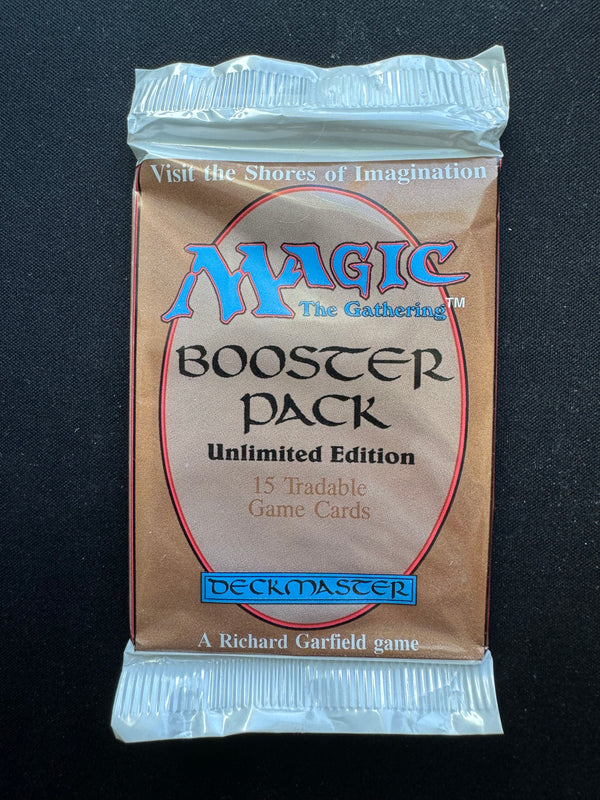 Visit the Shores of Imagination
MAGIC
The Gathering™
BOOSTER
PACK
Unlimited Edition
15 Tradable
Game Cards
DECKMASTER
A Richard Garfield game